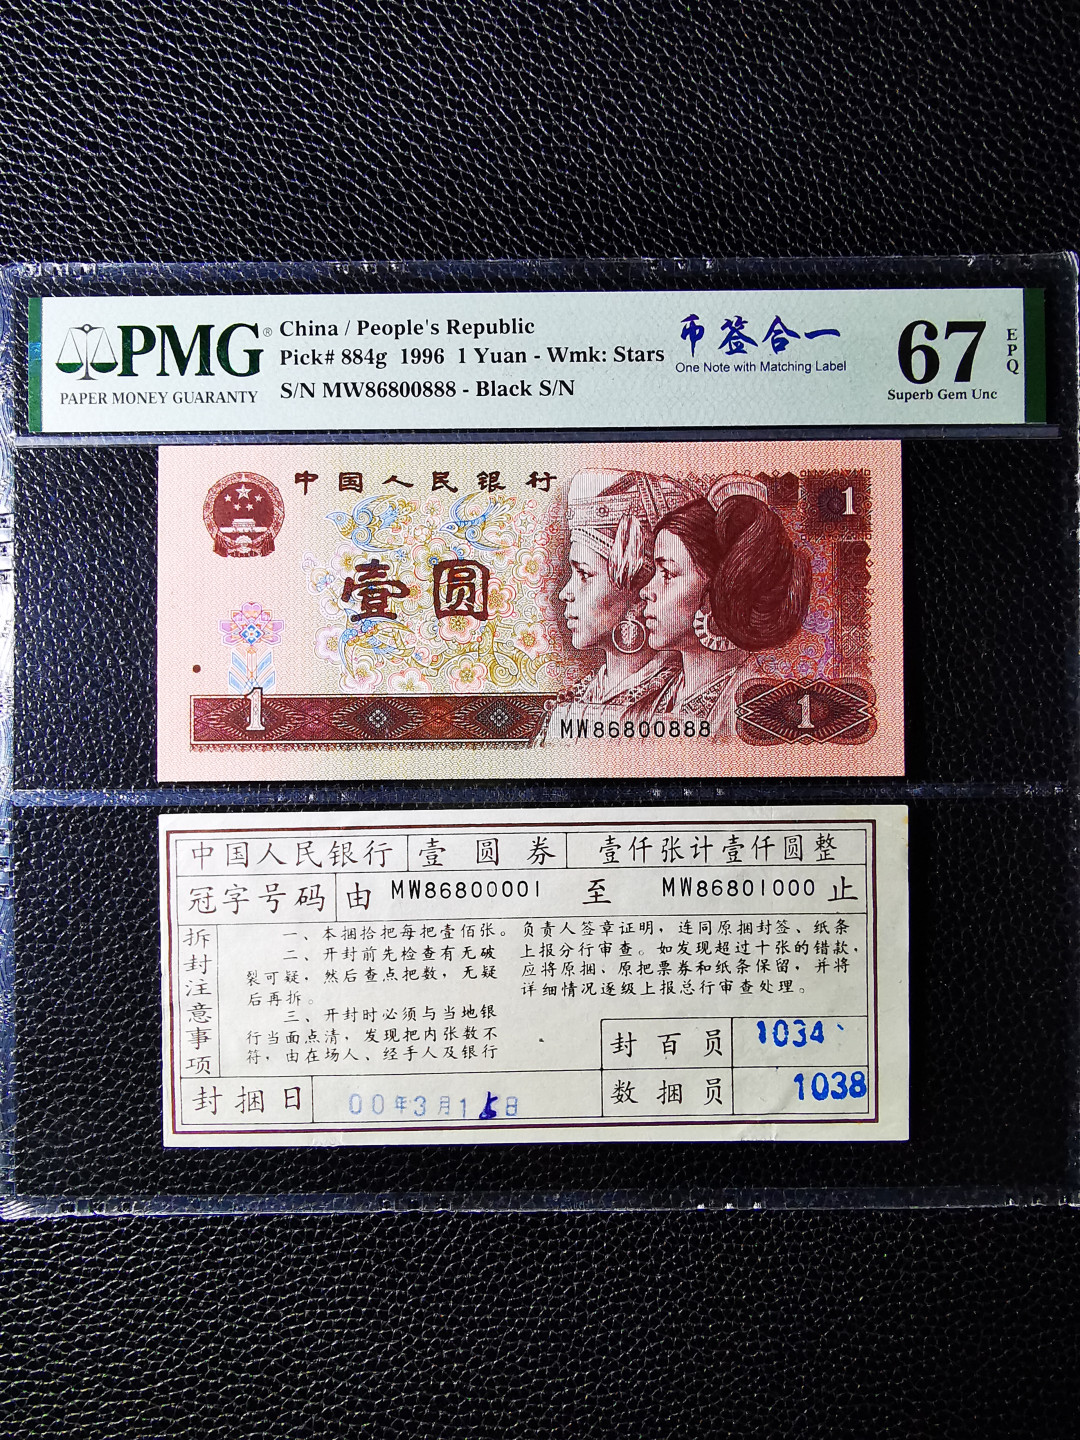 PMG®
PAPER MONEY GUARANTY
China / People's Republic
Pick# 884g 1996 1 Yuan - Wmk: Stars
S/N MW86800888 - Black S/N
币签合一
One Note with Matching Label
67
EPQ
Superb Gem Unc
中国人民银行
1
壹圆
1
MW86800888
1
中国人民银行 壹圆券 壹仟张计壹仟圆整
冠字号码 由 MW86800001 至 MW86801000 止
拆封注意事项
一、本捆拾把每把壹佰张。
二、开封前先检查有无破
裂可疑，然后查点把数，无疑
后再拆。
三、开封时必须与当地银
行当面点清，发现把内张数不
符，由在场人、经手人及银行
负责人签章证明，连同原捆封签、纸条
上报分行审查。如发现超过十张的错款，
应将原捆、原把票券和纸条保留，并将
详细情况逐级上报总行审查处理。
封百员 1034
数捆员 1038
封捆日 00年3月15日